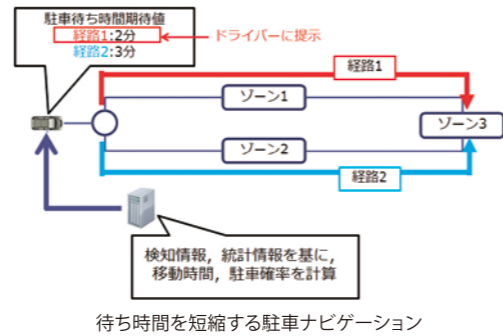 駐車待ち時間期待値
経路1:2分
経路2:3分
ドライバーに提示
経路1
ゾーン1
ゾーン3
ゾーン2
経路2
検知情報，統計情報を基に，
移動時間，駐車確率を計算
待ち時間を短縮する駐車ナビゲーション